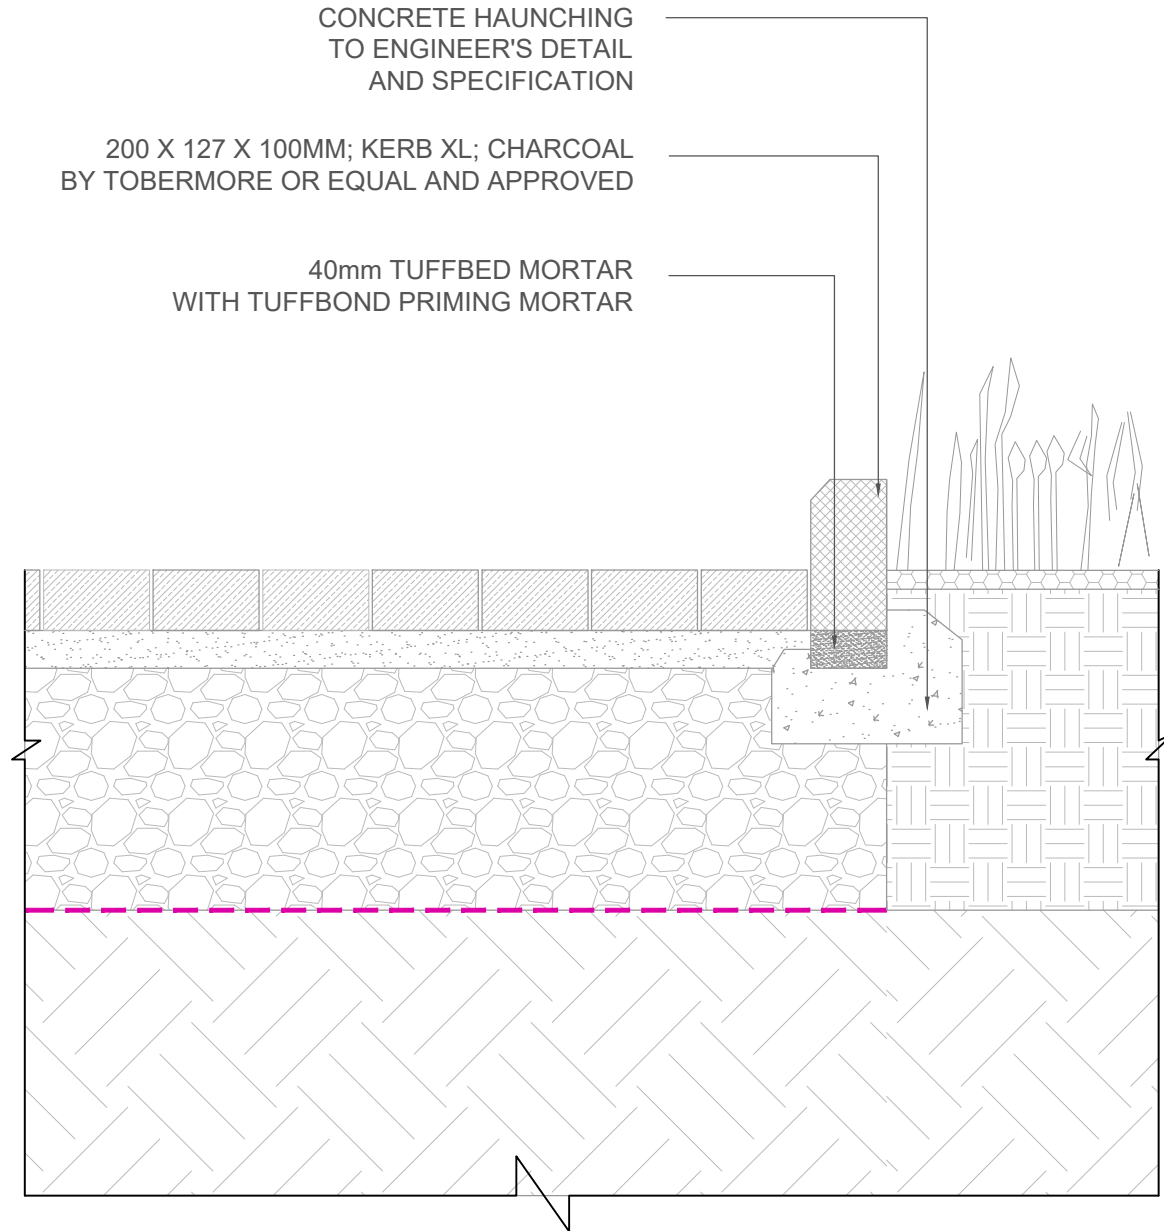 CONCRETE HAUNCHING
TO ENGINEER'S DETAIL
AND SPECIFICATION
200 X 127 X 100MM; KERB XL; CHARCOAL
BY TOBERMORE OR EQUAL AND APPROVED
40mm TUFFBED MORTAR
WITH TUFFBOND PRIMING MORTAR